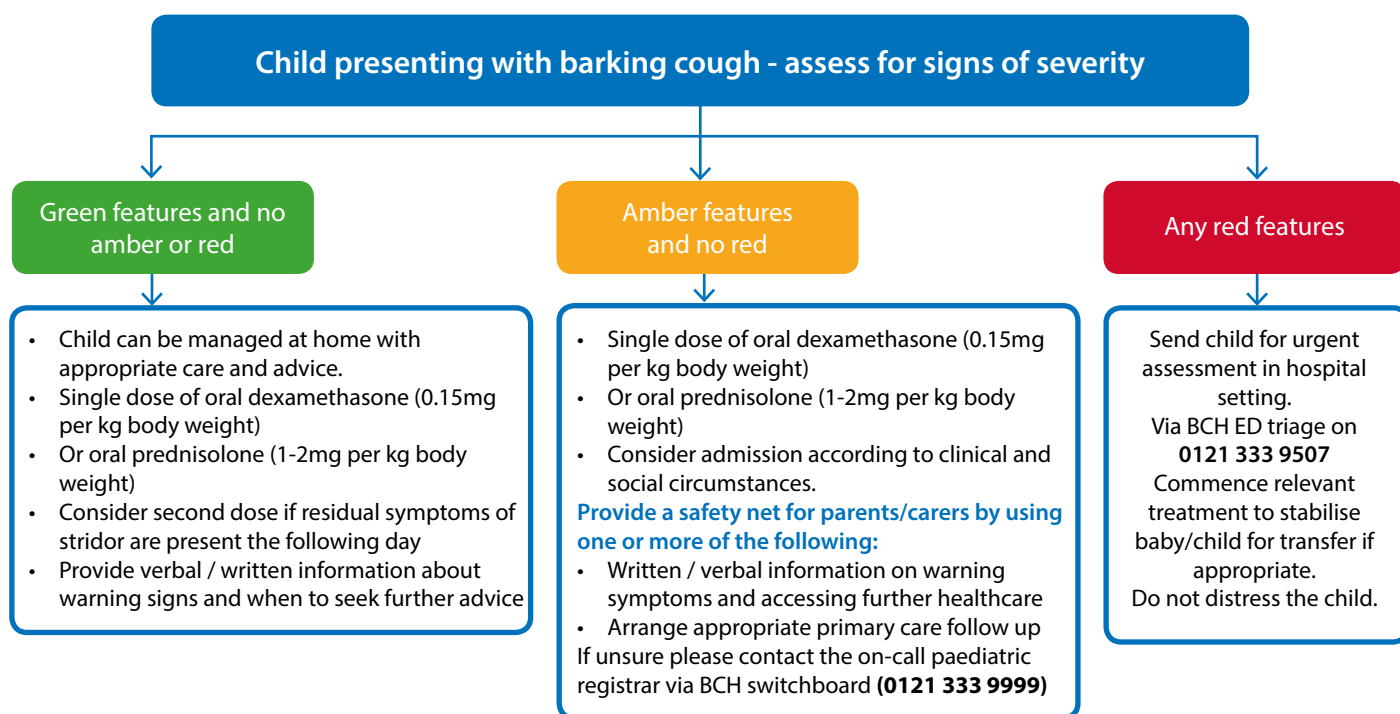 Child presenting with barking cough - assess for signs of severity
Green features and no
amber or red
• Child can be managed at home with
appropriate care and advice.
• Single dose of oral dexamethasone (0.15mg
per kg body weight)
• Or oral prednisolone (1-2mg per kg body
weight)
• Consider second dose if residual symptoms of
stridor are present the following day
• Provide verbal / written information about
warning signs and when to seek further advice
Amber features
and no red
• Single dose of oral dexamethasone (0.15mg
per kg body weight)
• Or oral prednisolone (1-2mg per kg body
weight)
• Consider admission according to clinical and
social circumstances.
Provide a safety net for parents/carers by using
one or more of the following:
• Written / verbal information on warning
symptoms and accessing further healthcare
• Arrange appropriate primary care follow up
If unsure please contact the on-call paediatric
registrar via BCH switchboard (0121 333 9999)
Any red features
Send child for urgent
assessment in hospital
setting.
Via BCH ED triage on
0121 333 9507
Commence relevant
treatment to stabilise
baby/child for transfer if
appropriate.
Do not distress the child.